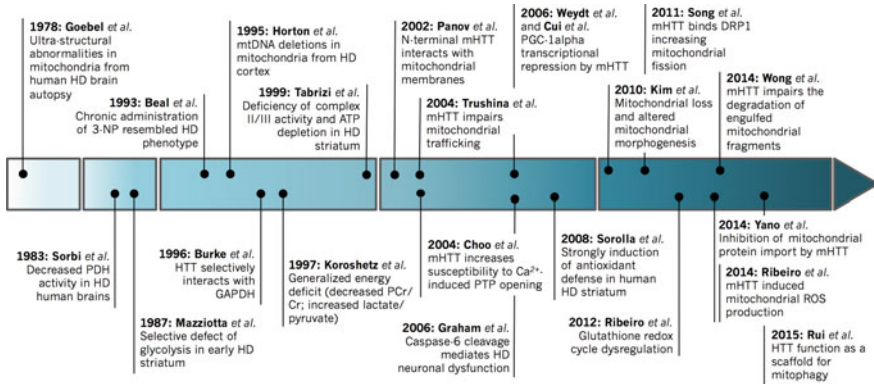 1978: Goebel et al.
Ultra-structural
abnormalities in
mitochondria from
human HD brain
autopsy
1993: Beal et al.
Chronic administration
of 3-NP resembled HD
phenotype
1995: Horton et al.
mtDNA deletions in
mitochondria from HD
cortex
1999: Tabrizi et al.
Deficiency of complex
II/III activity and ATP
depletion in HD
striatum
2002: Panov et al.
N-terminal mHTT
interacts with
mitochondrial
membranes
2004: Trushina et al.
mHTT impairs
mitochondrial
trafficking
2006: Weydt et al.
and Cui et al.
PGC-1alpha
transcriptional
repression by mHTT
2010: Kim et al.
Mitochondrial loss
and altered
mitochondrial
morphogenesis
2011: Song et al.
mHTT binds DRP1
increasing
mitochondrial
fission
2014: Wong et al.
mHTT impairs the
degradation of
engulfed
mitochondrial
fragments
1983: Sorbi et al.
Decreased PDH
activity in HD
human brains
1987: Mazziotta et al.
Selective defect of
glycolysis in early HD
striatum
1996: Burke et al.
HTT selectively
interacts with
GAPDH
1997: Koroshetz et al.
Generalized energy
deficit (decreased PCr/
Cr; increased lactate/
pyruvate)
2004: Choo et al.
mHTT increases
susceptibility to Ca²⁺-
induced PTP opening
2006: Graham et al.
Caspase-6 cleavage
mediates HD
neuronal dysfunction
2008: Sorolla et al.
Strongly induction
of antioxidant
defense in human
HD striatum
2012: Ribeiro et al.
Glutathione redox
cycle dysregulation
2014: Yano et al.
Inhibition of mitochondrial
protein import by mHTT
2014: Ribeiro et al.
mHTT induced
mitochondrial ROS
production
2015: Rui et al.
HTT function as a
scaffold for
mitophagy